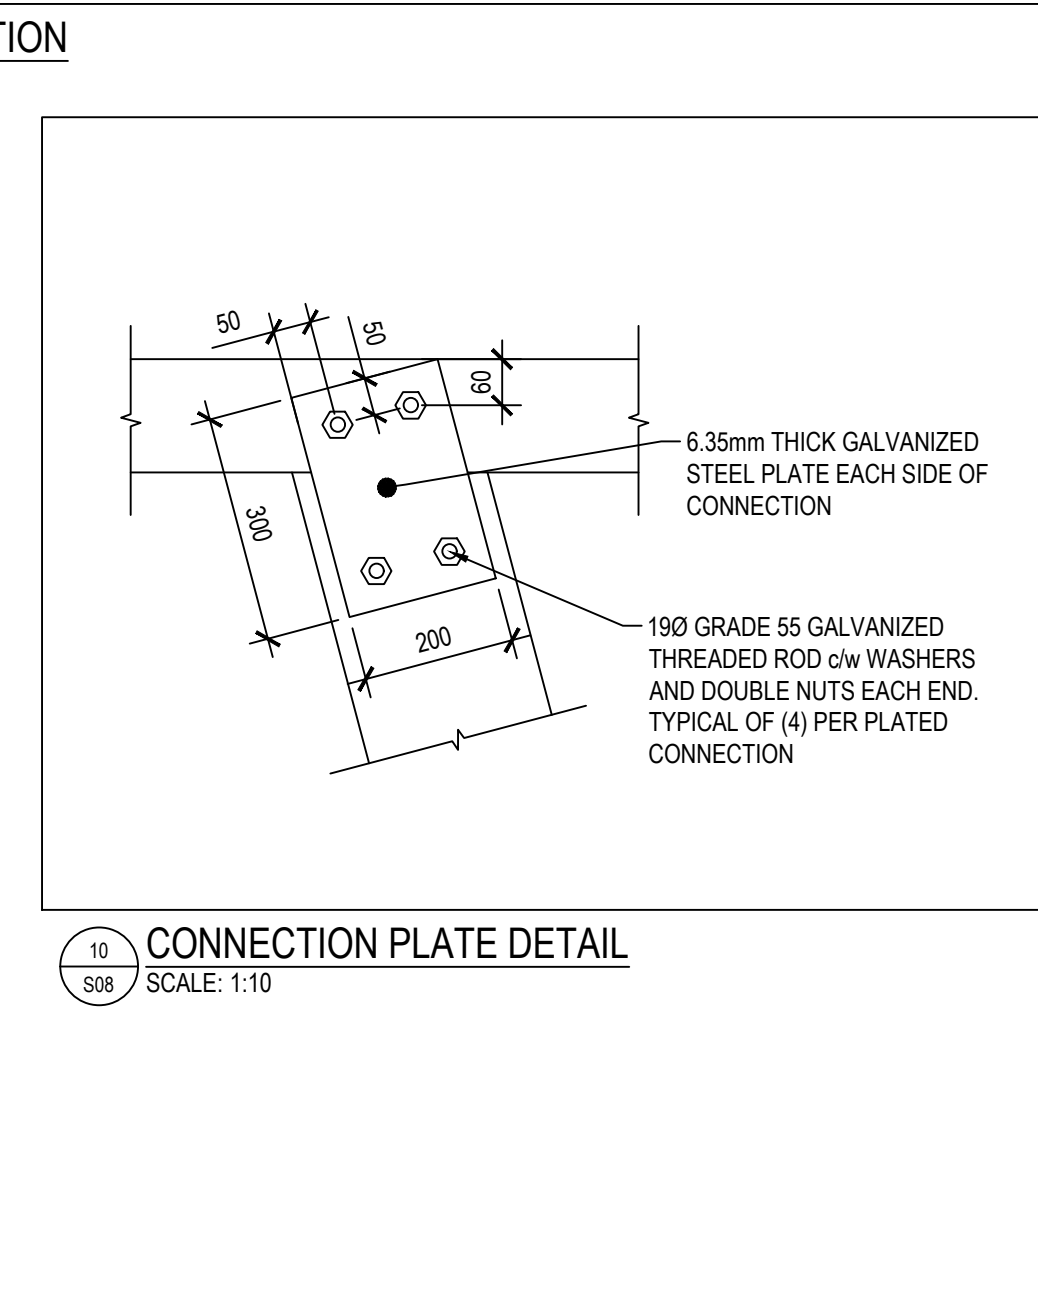 TION
50
50
60
300
200
6.35mm THICK GALVANIZED
STEEL PLATE EACH SIDE OF
CONNECTION
19Ø GRADE 55 GALVANIZED
THREADED ROD c/w WASHERS
AND DOUBLE NUTS EACH END.
TYPICAL OF (4) PER PLATED
CONNECTION
10
S08
CONNECTION PLATE DETAIL
SCALE: 1:10